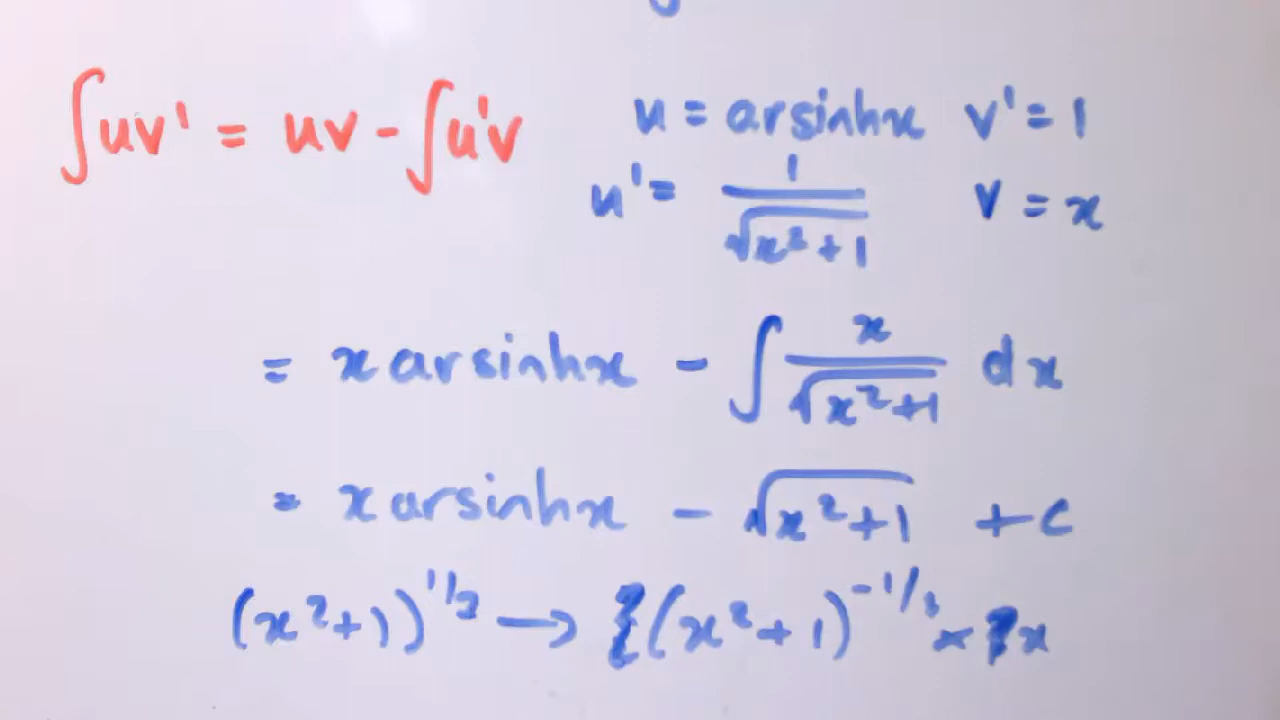 ∫uv' = uv - ∫u'v
u = arsinhx v' = 1
u' = 1/√(x²+1) v = x
= x arsinhx - ∫ x/√(x²+1) dx
= x arsinhx - √(x²+1) + c
(x²+1)^1/2 → (x²+1)^-1/2 × x